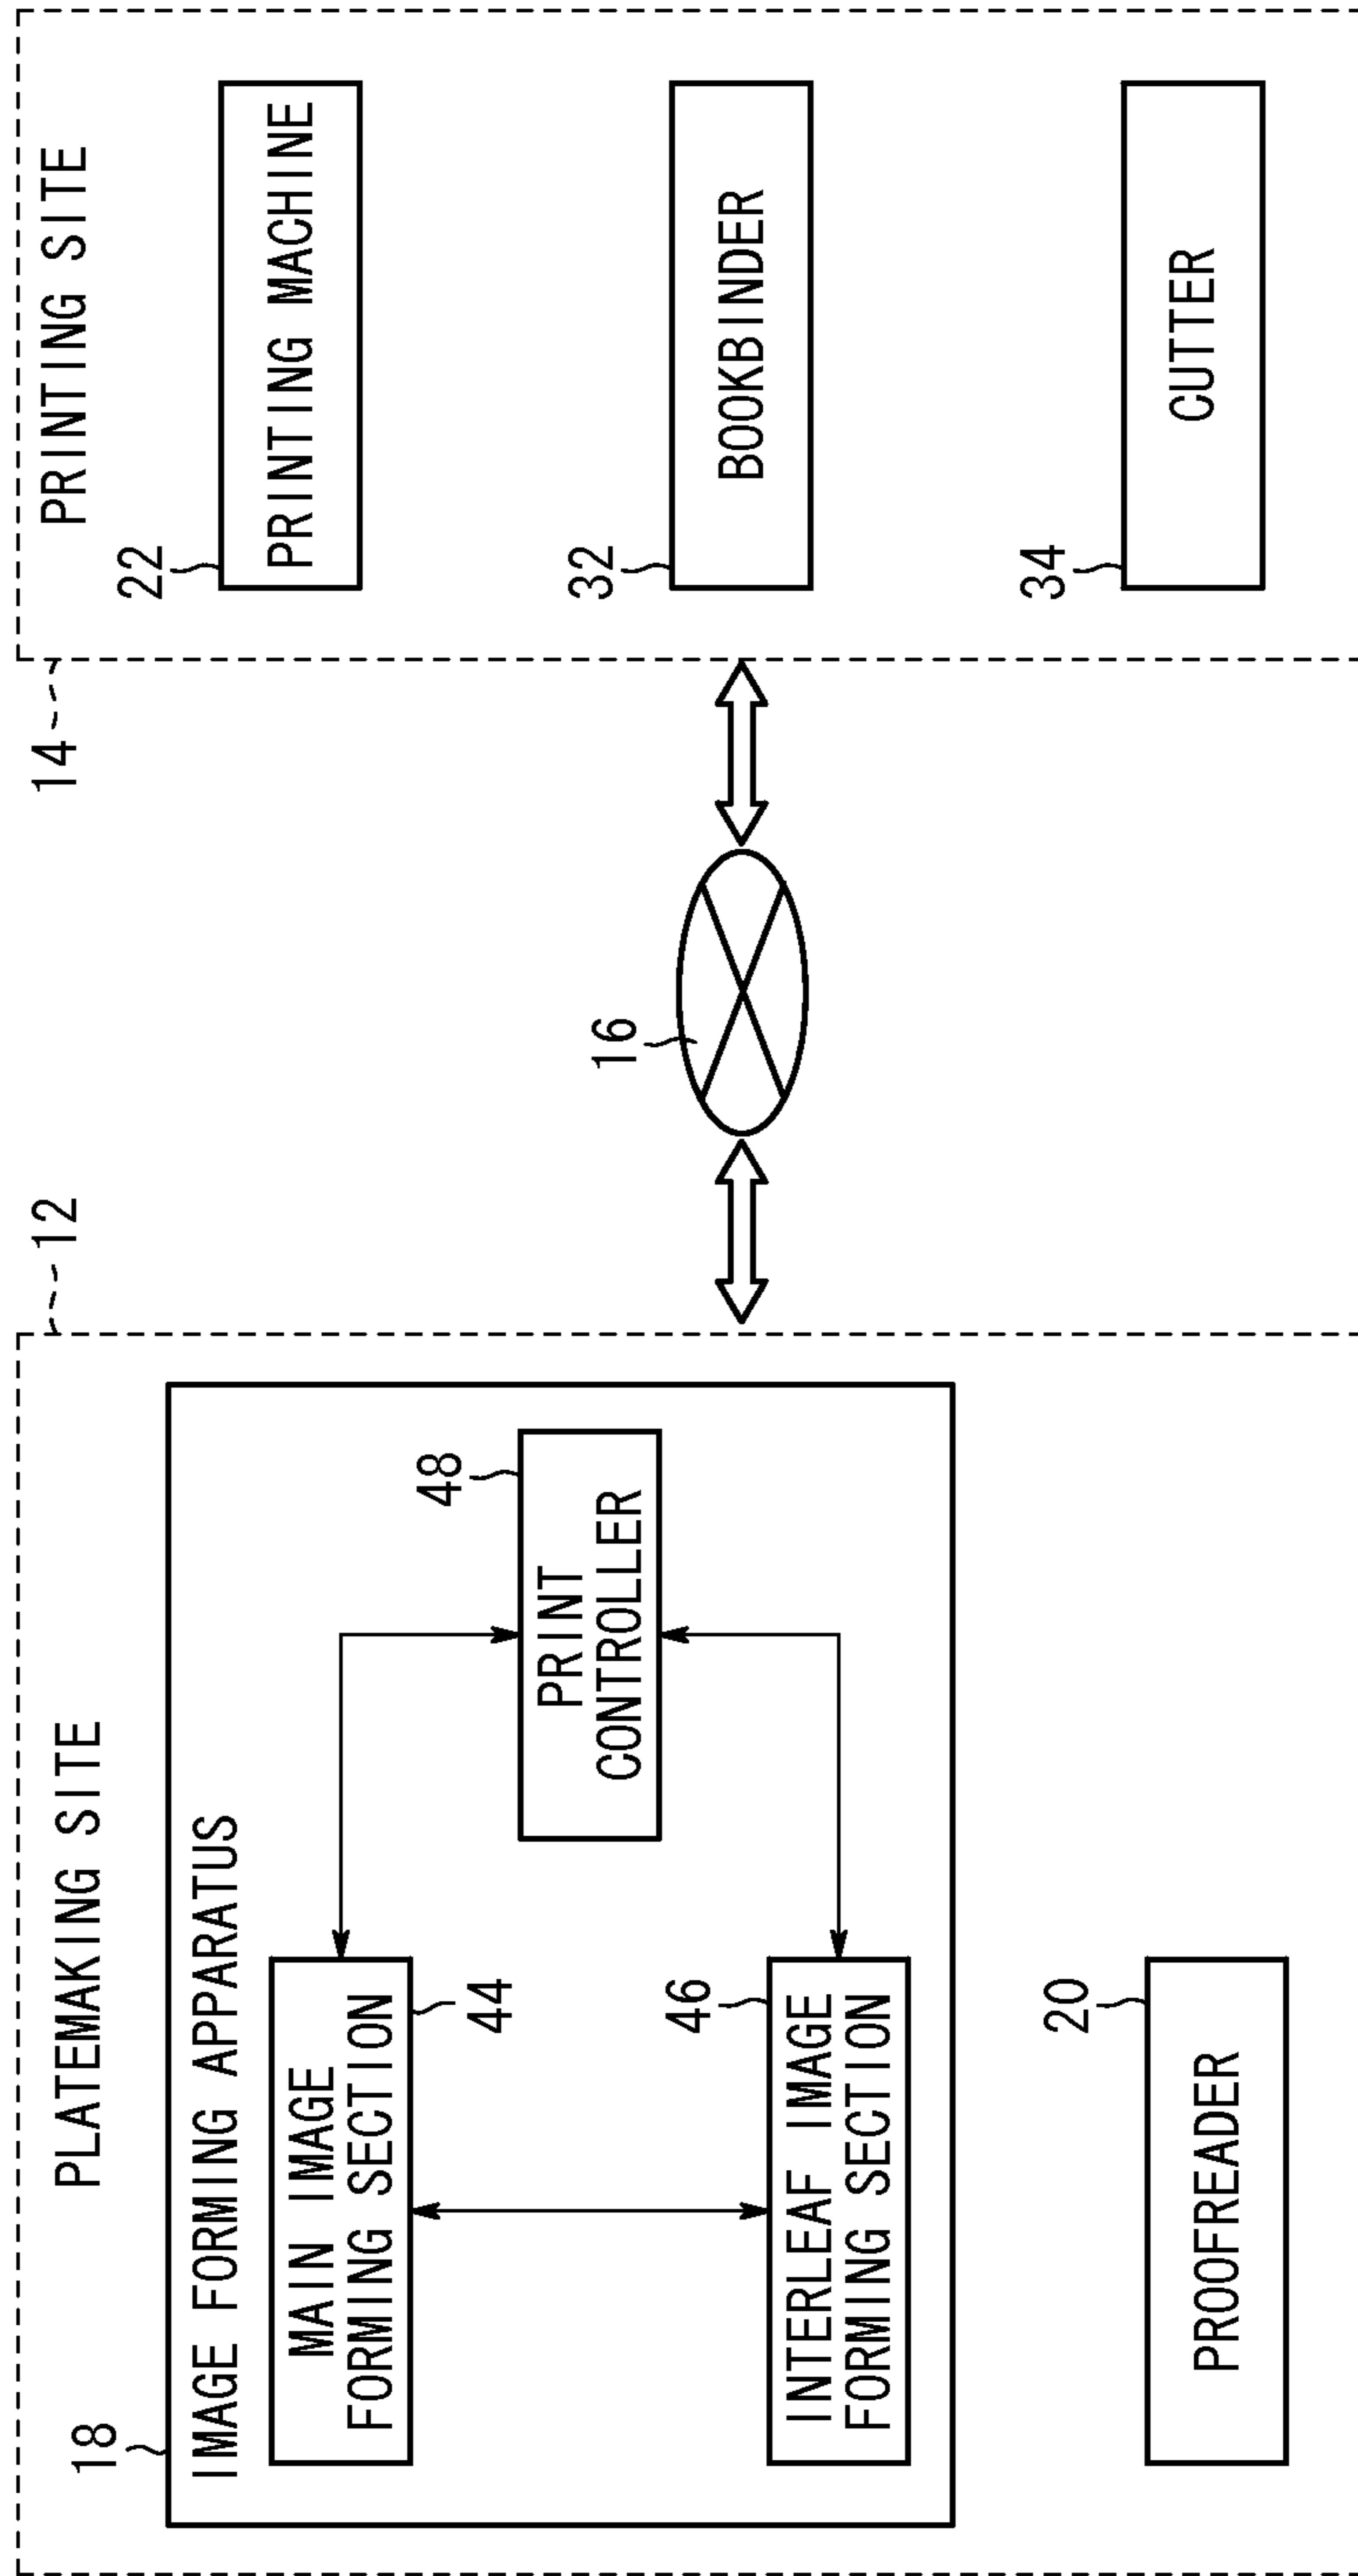 12
PLATEMAKING SITE
18
IMAGE FORMING APPARATUS
MAIN IMAGE
FORMING SECTION
44
48
PRINT
CONTROLLER
46
INTERLEAF IMAGE
FORMING SECTION
20
PROOFREADER
16
14
PRINTING SITE
22
PRINTING MACHINE
32
BOOKBINDER
34
CUTTER